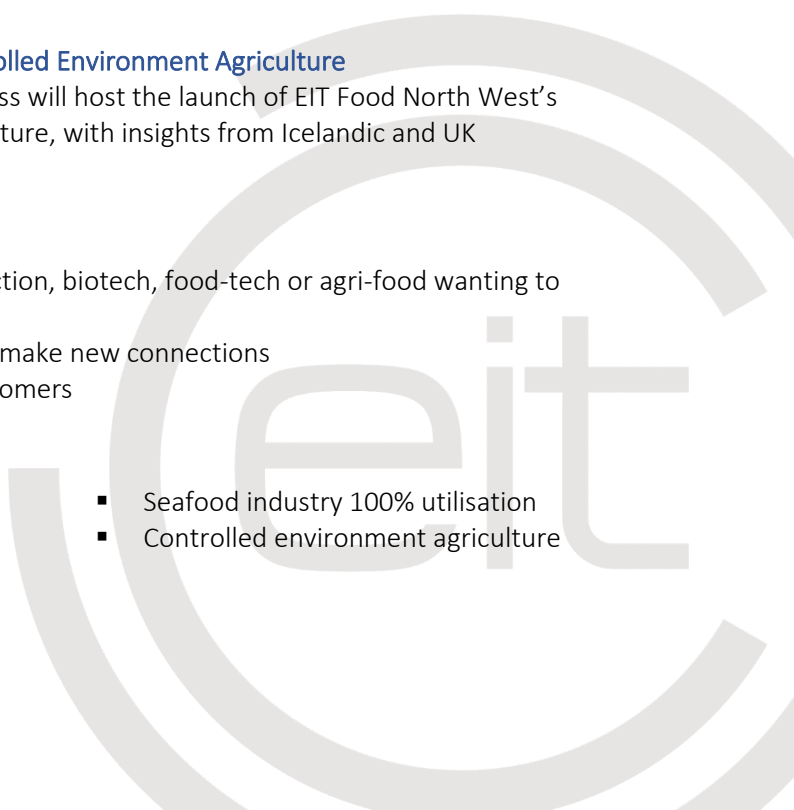 olled Environment Agriculture
ss will host the launch of EIT Food North West’s
ture, with insights from Icelandic and UK
ction, biotech, food-tech or agri-food wanting to
make new connections
omers
▪ Seafood industry 100% utilisation
▪ Controlled environment agriculture
eit